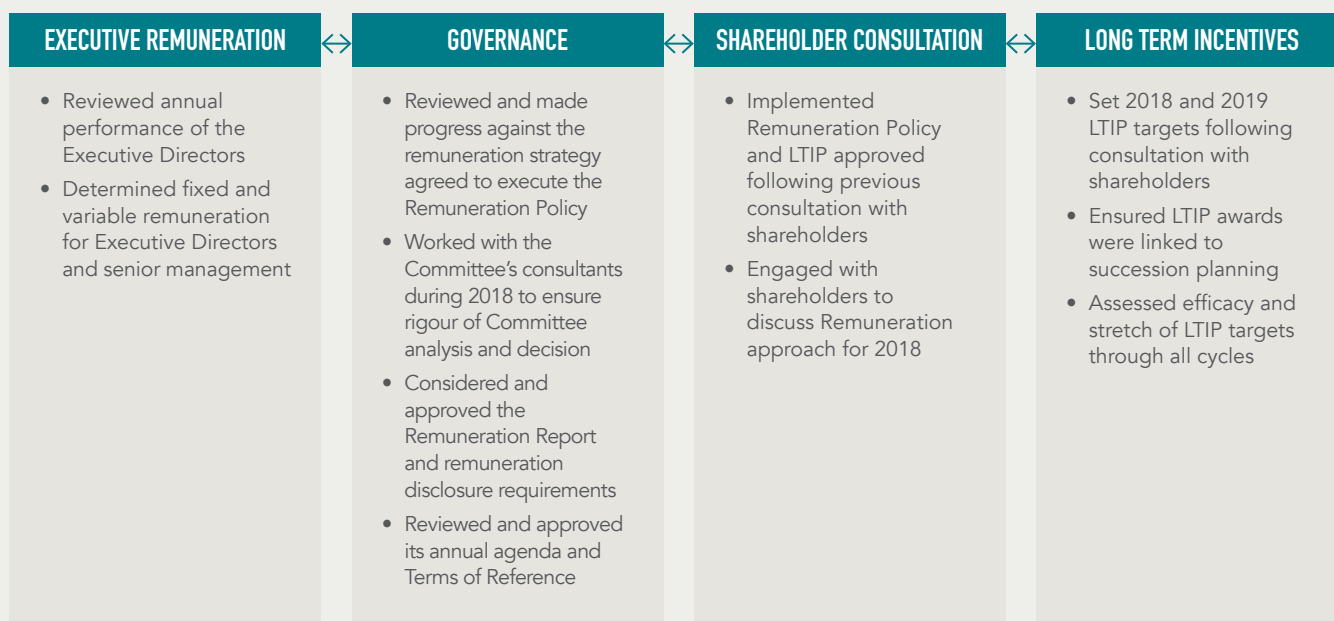 EXECUTIVE REMUNERATION
• Reviewed annual
performance of the
Executive Directors
• Determined fixed and
variable remuneration
for Executive Directors
and senior management
GOVERNANCE
• Reviewed and made
progress against the
remuneration strategy
agreed to execute the
Remuneration Policy
• Worked with the
Committee’s consultants
during 2018 to ensure
rigour of Committee
analysis and decision
• Considered and
approved the
Remuneration Report
and remuneration
disclosure requirements
• Reviewed and approved
its annual agenda and
Terms of Reference
SHAREHOLDER CONSULTATION
• Implemented
Remuneration Policy
and LTIP approved
following previous
consultation with
shareholders
• Engaged with
shareholders to
discuss Remuneration
approach for 2018
LONG TERM INCENTIVES
• Set 2018 and 2019
LTIP targets following
consultation with
shareholders
• Ensured LTIP awards
were linked to
succession planning
• Assessed efficacy and
stretch of LTIP targets
through all cycles